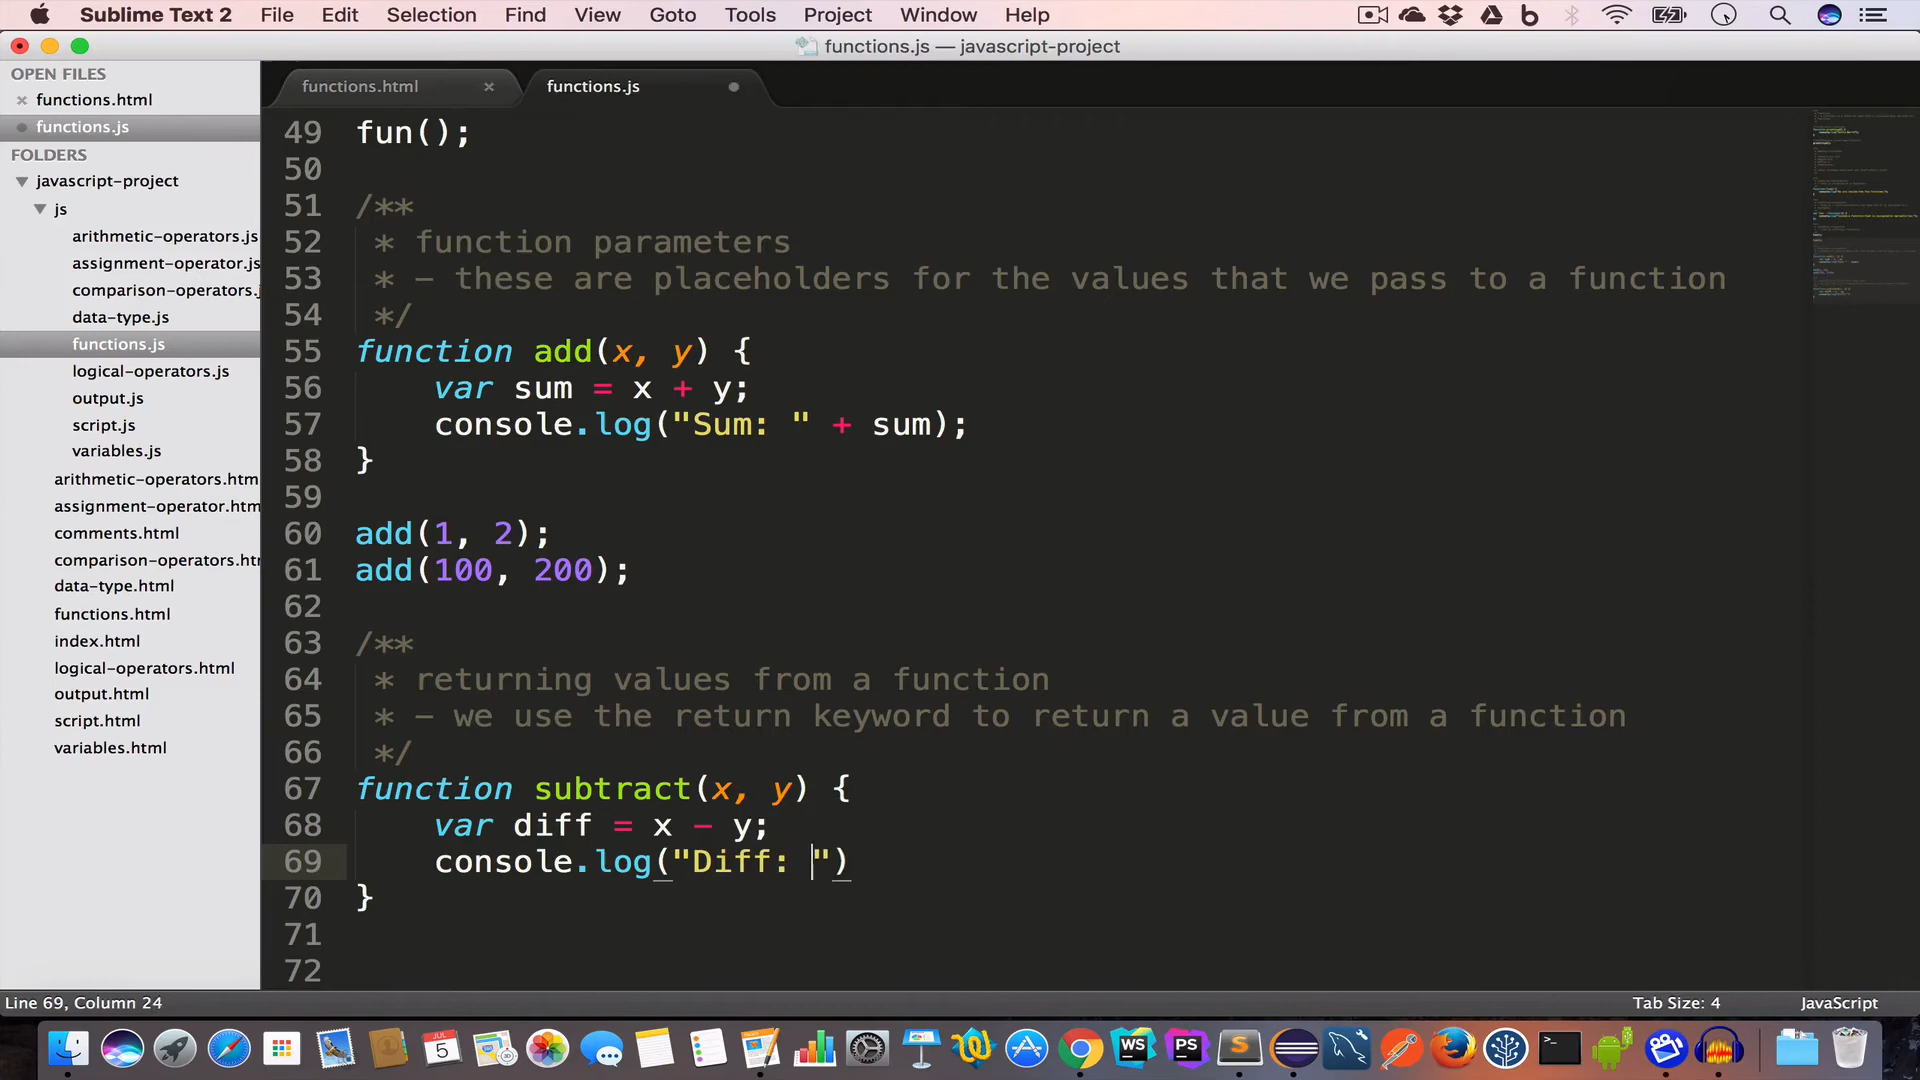 Sublime Text 2 File Edit Selection Find View Goto Tools Project Window Help
functions.js — javascript-project
OPEN FILES
functions.html
functions.js
FOLDERS
javascript-project
js
arithmetic-operators.js
assignment-operator.js
comparison-operators.j
data-type.js
functions.js
logical-operators.js
output.js
script.js
variables.js
arithmetic-operators.htm
assignment-operator.htm
comments.html
comparison-operators.htr
data-type.html
functions.html
index.html
logical-operators.html
output.html
script.html
variables.html
functions.html × functions.js
49 fun();
50
51 /**
52 * function parameters
53 * - these are placeholders for the values that we pass to a function
54 */
55 function add(x, y) {
56 var sum = x + y;
57 console.log("Sum: " + sum);
58 }
59
60 add(1, 2);
61 add(100, 200);
62
63 /**
64 * returning values from a function
65 * - we use the return keyword to return a value from a function
66 */
67 function subtract(x, y) {
68 var diff = x - y;
69 console.log("Diff: ")
70 }
71
72
Line 69, Column 24 Tab Size: 4 JavaScript
JUL
5
WS
PS
S